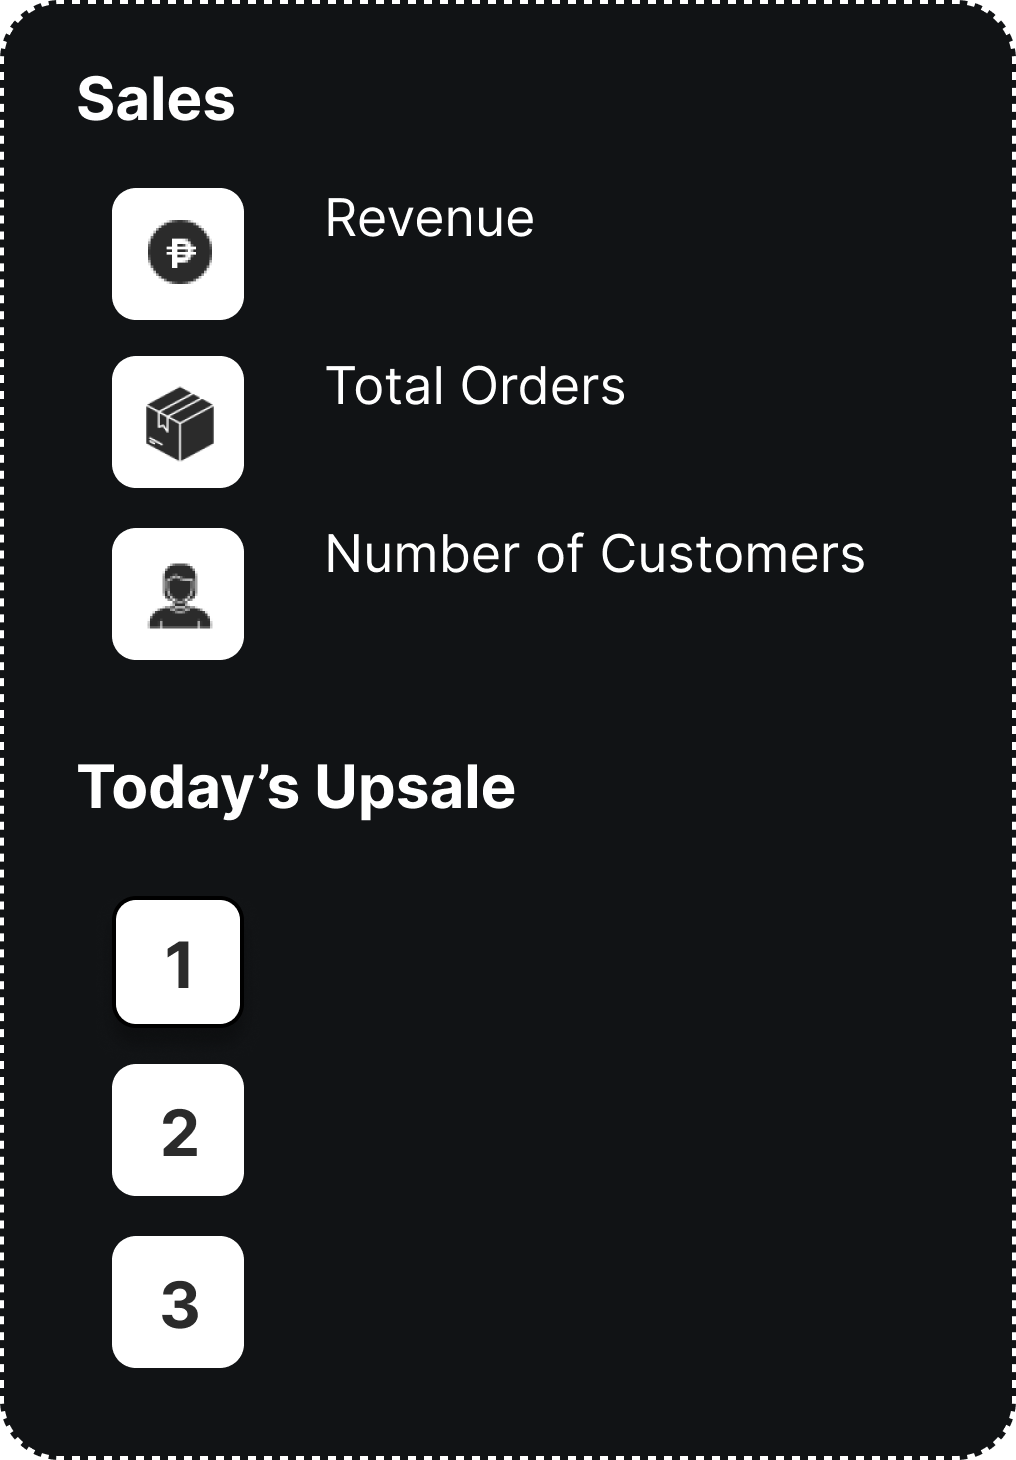 Sales
₱
Revenue
Total Orders
Number of Customers
Today’s Upsale
1
2
3